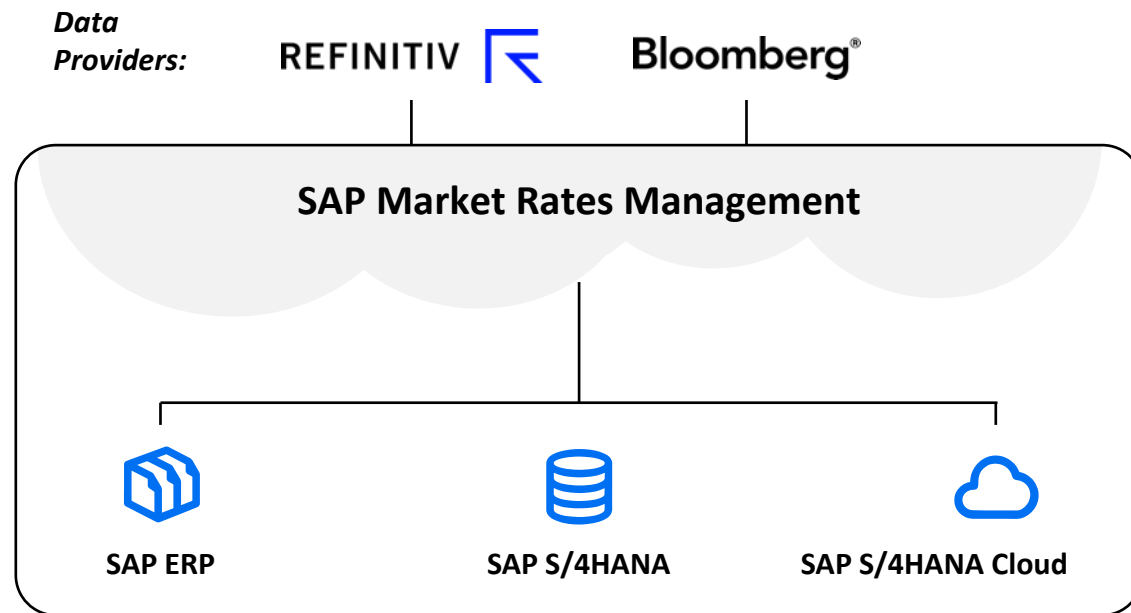 Data
Providers:
REFINITIV
Bloomberg®
SAP Market Rates Management
SAP ERP
SAP S/4HANA
SAP S/4HANA Cloud